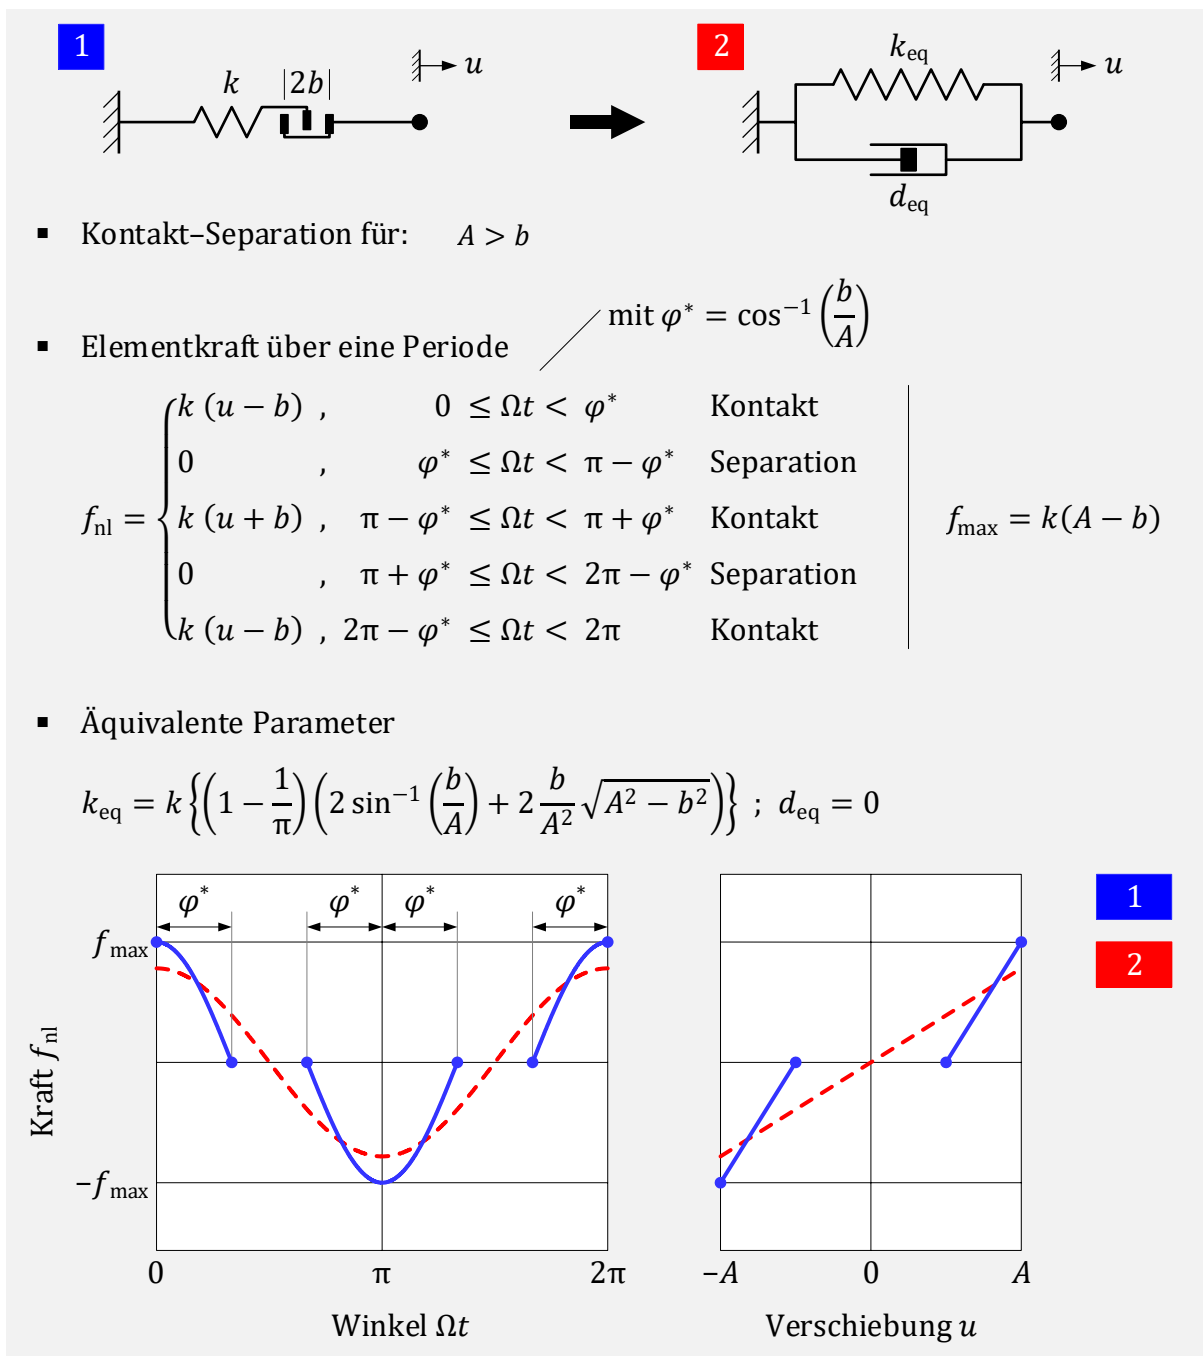 1
k |2b| u
2
k_eq u
d_eq
▪ Kontakt–Separation für: A > b
mit φ* = cos⁻¹(b/A)
▪ Elementkraft über eine Periode
f_nl = {
k (u − b) , 0 ≤ Ωt < φ* Kontakt
0 , φ* ≤ Ωt < π − φ* Separation
k (u + b) , π − φ* ≤ Ωt < π + φ* Kontakt
0 , π + φ* ≤ Ωt < 2π − φ* Separation
k (u − b) , 2π − φ* ≤ Ωt < 2π Kontakt
f_max = k(A − b)
▪ Äquivalente Parameter
k_eq = k {(1 − 1/π) (2 sin⁻¹(b/A) + 2 b/A² √(A² − b²))} ; d_eq = 0
φ* φ* φ* φ*
f_max
−f_max
Kraft f_nl
0 π 2π
Winkel Ωt
−A 0 A
Verschiebung u
1
2